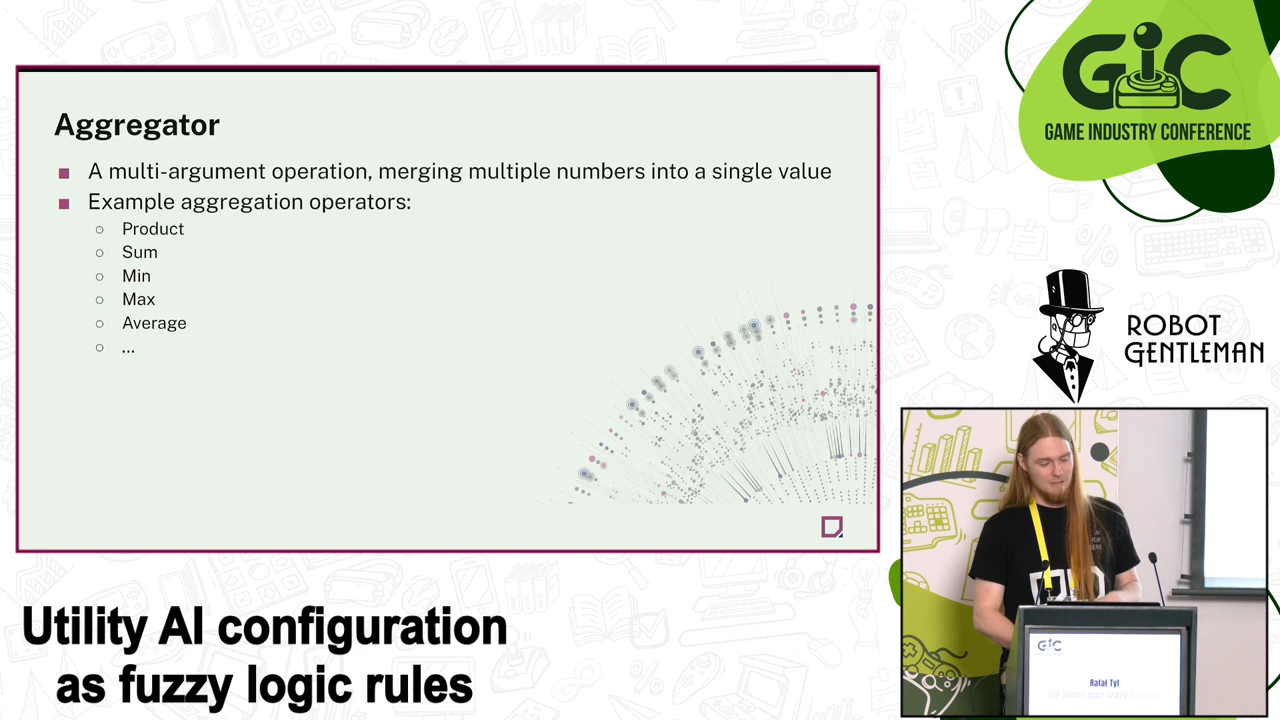 Aggregator
■ A multi-argument operation, merging multiple numbers into a single value
■ Example aggregation operators:
○ Product
○ Sum
○ Min
○ Max
○ Average
○ ...
Utility AI configuration
as fuzzy logic rules
GIC
GAME INDUSTRY CONFERENCE
ROBOT
GENTLEMAN
GIC
Rafał Tyl